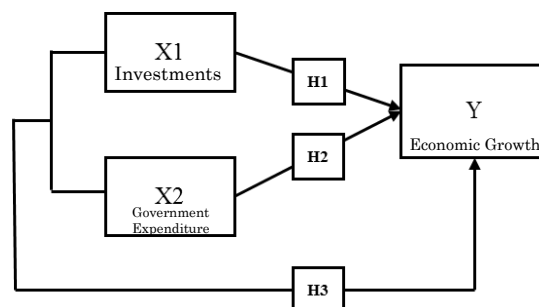 X1
Investments
H1
Y
Economic Growth
H2
X2
Government
Expenditure
H3